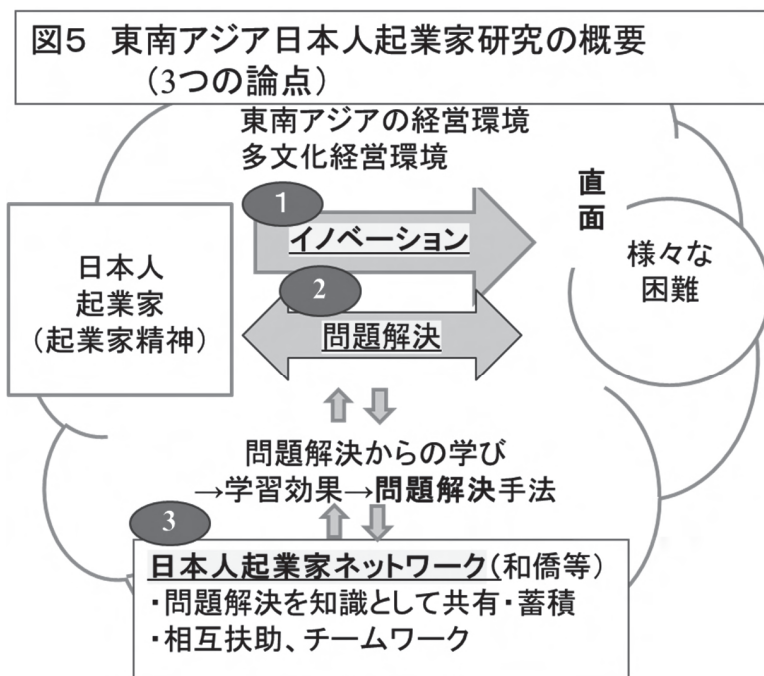 図5 東南アジア日本人起業家研究の概要
(3つの論点)
東南アジアの経営環境
多文化経営環境
1
イノベーション
直面
日本人
起業家
(起業家精神)
様々な
困難
2
問題解決
問題解決からの学び
→学習効果→問題解決手法
3
日本人起業家ネットワーク(和僑等)
・問題解決を知識として共有・蓄積
・相互扶助、チームワーク